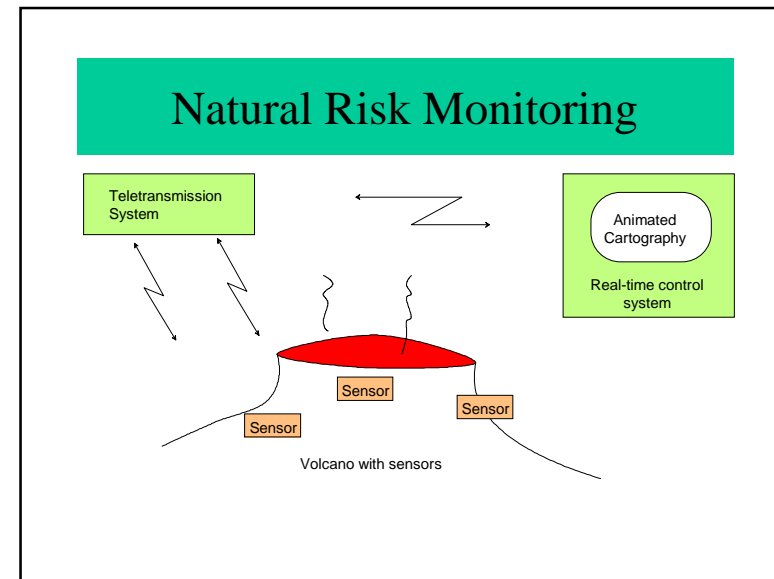 Natural Risk Monitoring
Teletransmission
System
Animated
Cartography
Real-time control
system
Sensor
Sensor
Sensor
Volcano with sensors